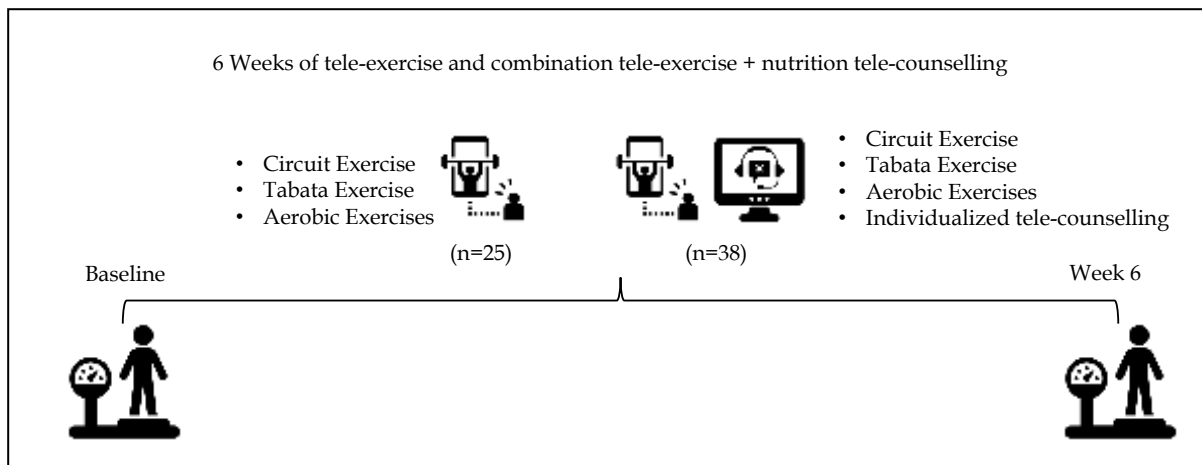 6 Weeks of tele-exercise and combination tele-exercise + nutrition tele-counselling
• Circuit Exercise
• Tabata Exercise
• Aerobic Exercises
(n=25)
• Circuit Exercise
• Tabata Exercise
• Aerobic Exercises
• Individualized tele-counselling
(n=38)
Baseline
Week 6